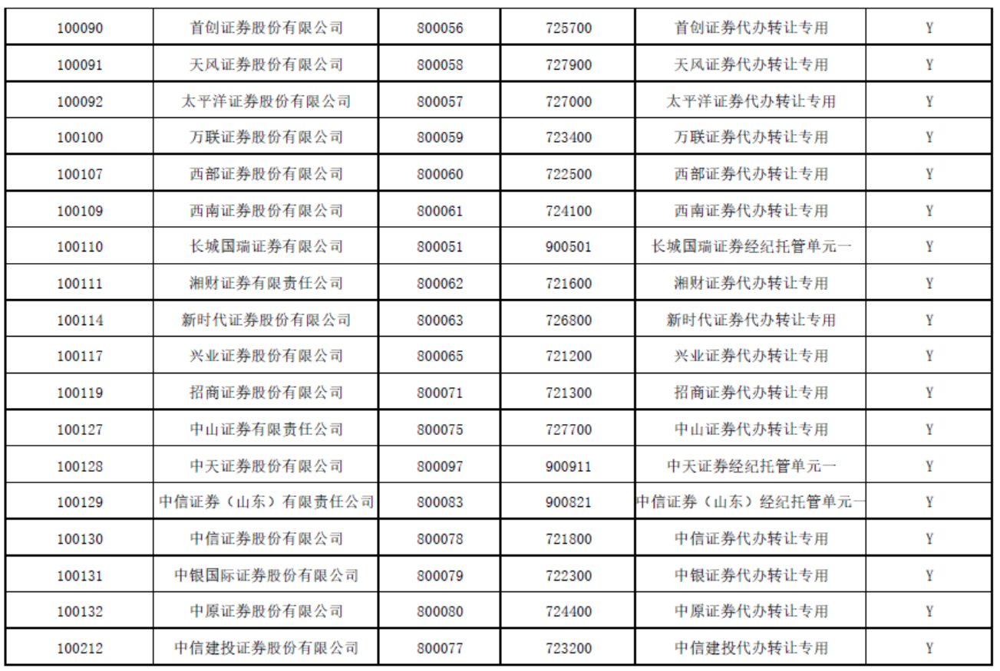 100090 首创证券股份有限公司 800056 725700 首创证券代办转让专用 Y
100091 天风证券股份有限公司 800058 727900 天风证券代办转让专用 Y
100092 太平洋证券股份有限公司 800057 727000 太平洋证券代办转让专用 Y
100100 万联证券股份有限公司 800059 723400 万联证券代办转让专用 Y
100107 西部证券股份有限公司 800060 722500 西部证券代办转让专用 Y
100109 西南证券股份有限公司 800061 724100 西南证券代办转让专用 Y
100110 长城国瑞证券有限公司 800051 900501 长城国瑞证券经纪托管单元一 Y
100111 湘财证券有限责任公司 800062 721600 湘财证券代办转让专用 Y
100114 新时代证券股份有限公司 800063 726800 新时代证券代办转让专用 Y
100117 兴业证券股份有限公司 800065 721200 兴业证券代办转让专用 Y
100119 招商证券股份有限公司 800071 721300 招商证券代办转让专用 Y
100127 中山证券有限责任公司 800075 727700 中山证券代办转让专用 Y
100128 中天证券股份有限公司 800097 900911 中天证券经纪托管单元一 Y
100129 中信证券（山东）有限责任公司 800083 900821 中信证券（山东）经纪托管单元一 Y
100130 中信证券股份有限公司 800078 721800 中信证券代办转让专用 Y
100131 中银国际证券股份有限公司 800079 722300 中银证券代办转让专用 Y
100132 中原证券股份有限公司 800080 724400 中原证券代办转让专用 Y
100212 中信建投证券股份有限公司 800077 723200 中信建投代办转让专用 Y